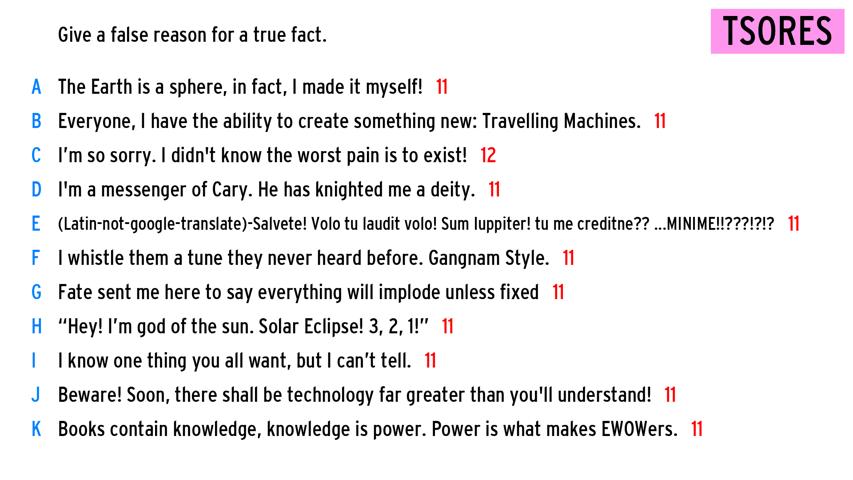 Give a false reason for a true fact.
TSORES
A The Earth is a sphere, in fact, I made it myself! 11
B Everyone, I have the ability to create something new: Travelling Machines. 11
C I'm so sorry. I didn't know the worst pain is to exist! 12
D I'm a messenger of Cary. He has knighted me a deity. 11
E (Latin-not-google-translate)-Salvete! Volo tu laudit volo! Sum Iuppiter! tu me creditne?? ...MINIME!!???!?!? 11
F I whistle them a tune they never heard before. Gangnam Style. 11
G Fate sent me here to say everything will implode unless fixed 11
H “Hey! I'm god of the sun. Solar Eclipse! 3, 2, 1!” 11
I I know one thing you all want, but I can't tell. 11
J Beware! Soon, there shall be technology far greater than you'll understand! 11
K Books contain knowledge, knowledge is power. Power is what makes EWOWers. 11